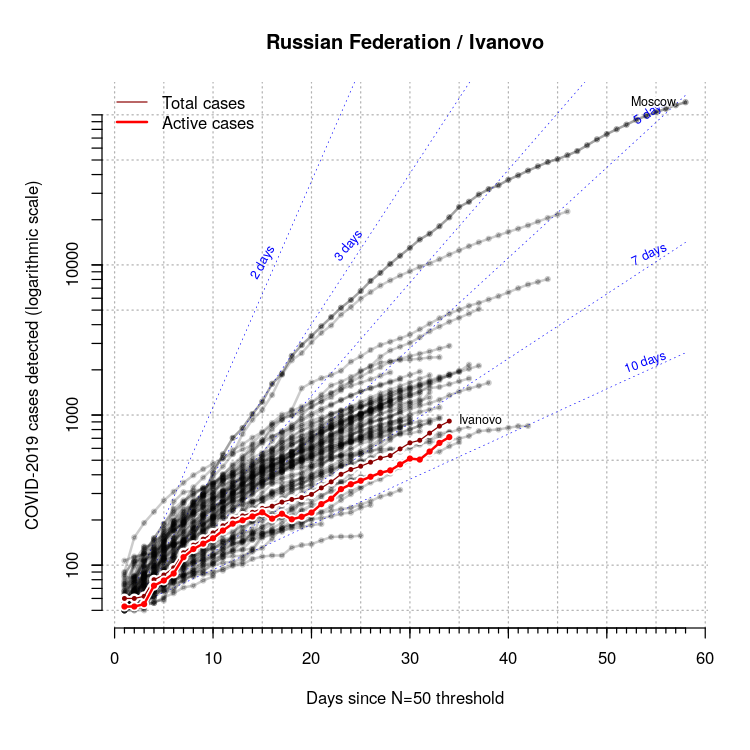 Russian Federation / Ivanovo
Total cases
Active cases
Moscow
5 days
2 days
3 days
7 days
10 days
Ivanovo
COVID-2019 cases detected (logarithmic scale)
10000
1000
100
0 10 20 30 40 50 60
Days since N=50 threshold